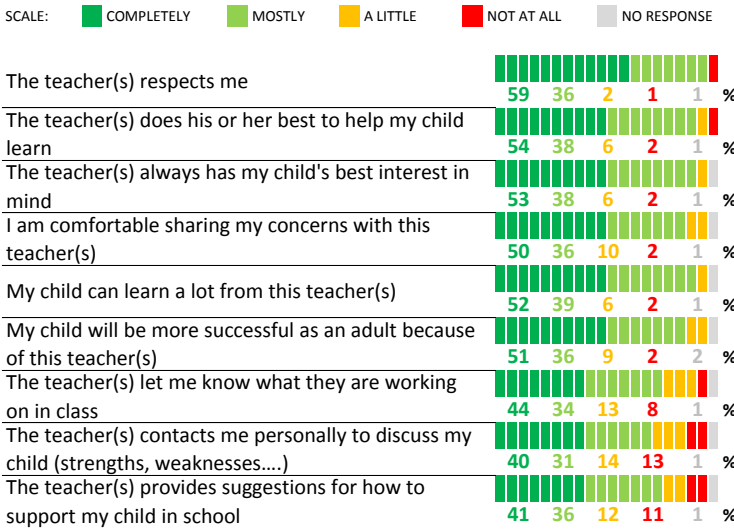 SCALE: COMPLETELY MOSTLY A LITTLE NOT AT ALL NO RESPONSE
The teacher(s) respects me
59 36 2 1 1 %
The teacher(s) does his or her best to help my child
learn
54 38 6 2 1 %
The teacher(s) always has my child's best interest in
mind
53 38 6 2 1 %
I am comfortable sharing my concerns with this
teacher(s)
50 36 10 2 1 %
My child can learn a lot from this teacher(s)
52 39 6 2 1 %
My child will be more successful as an adult because
of this teacher(s)
51 36 9 2 2 %
The teacher(s) let me know what they are working
on in class
44 34 13 8 1 %
The teacher(s) contacts me personally to discuss my
child (strengths, weaknesses....)
40 31 14 13 1 %
The teacher(s) provides suggestions for how to
support my child in school
41 36 12 11 1 %